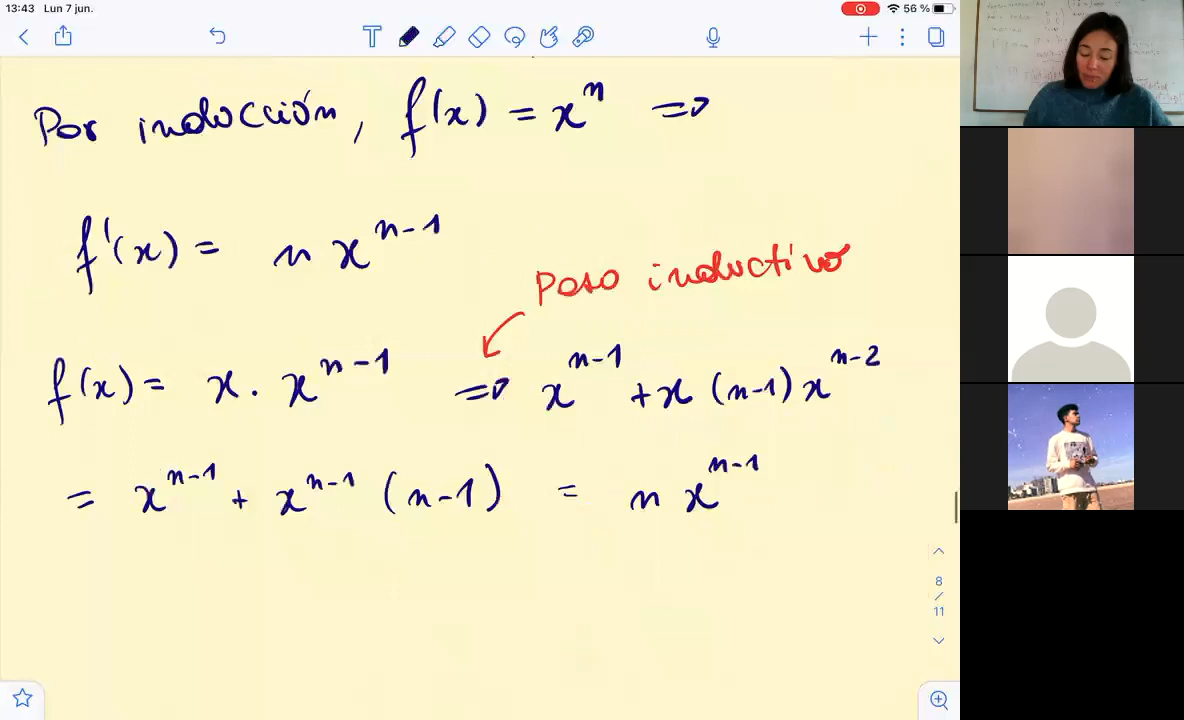 13:43 Lun 7 jun.
56 %
T
Por inducción, f(x) = x^n =>
f'(x) = n x^{n-1}
Paso inductivo
f(x) = x . x^{n-1} => x^{n-1} + x (n-1) x^{n-2}
= x^{n-1} + x^{n-1} (n-1) = n x^{n-1}
8
/
11